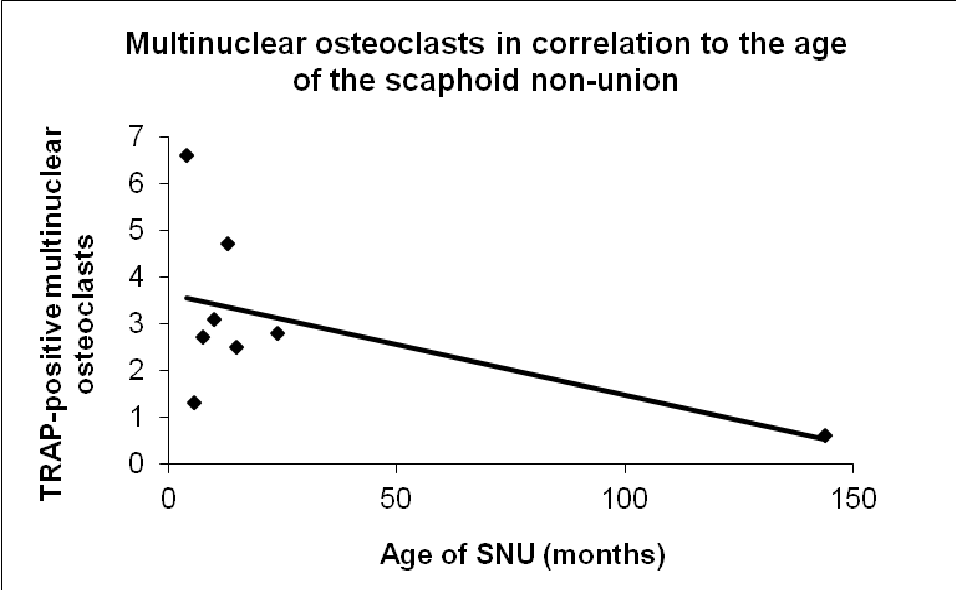 Multinuclear osteoclasts in correlation to the age
of the scaphoid non-union
TRAP-positive multinuclear
osteoclasts
7
6
5
4
3
2
1
0
0 50 100 150
Age of SNU (months)